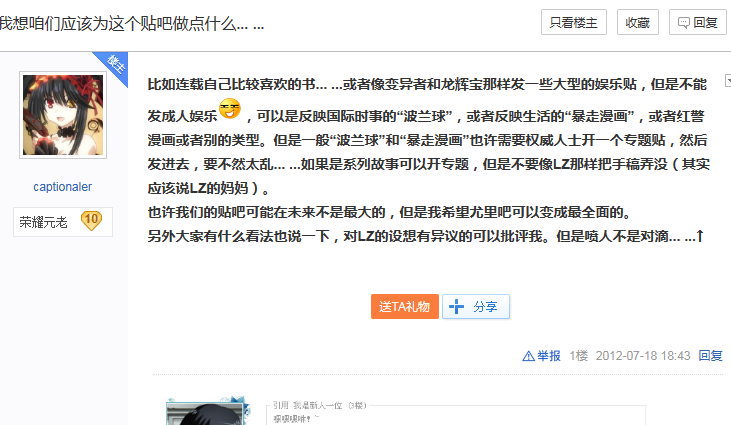 我想咱们应该为这个贴吧做点什么... ...
只看楼主
收藏
回复
楼主
captionaler
荣耀元老 10
比如连载自己比较喜欢的书... ...或者像变异者和龙辉宝那样发一些大型的娱乐贴，但是不能
发成人娱乐，可以是反映国际时事的“波兰球”，或者反映生活的“暴走漫画”，或者红警
漫画或者别的类型。但是一般“波兰球”和“暴走漫画”也许需要权威人士开一个专题贴，然后
发进去，要不然太乱... ...如果是系列故事可以开专题，但是不要像LZ那样把手稿弄没（其实
应该说LZ的妈妈）。
也许我们的贴吧可能在未来不是最大的，但是我希望尤里吧可以变成最全面的。
另外大家有什么看法也说一下，对LZ的设想有异议的可以批评我。但是喷人不是对滴... ...↑
送TA礼物
分享
举报 1楼 2012-07-18 18:43 回复
引用 我是新人一位 (3楼)